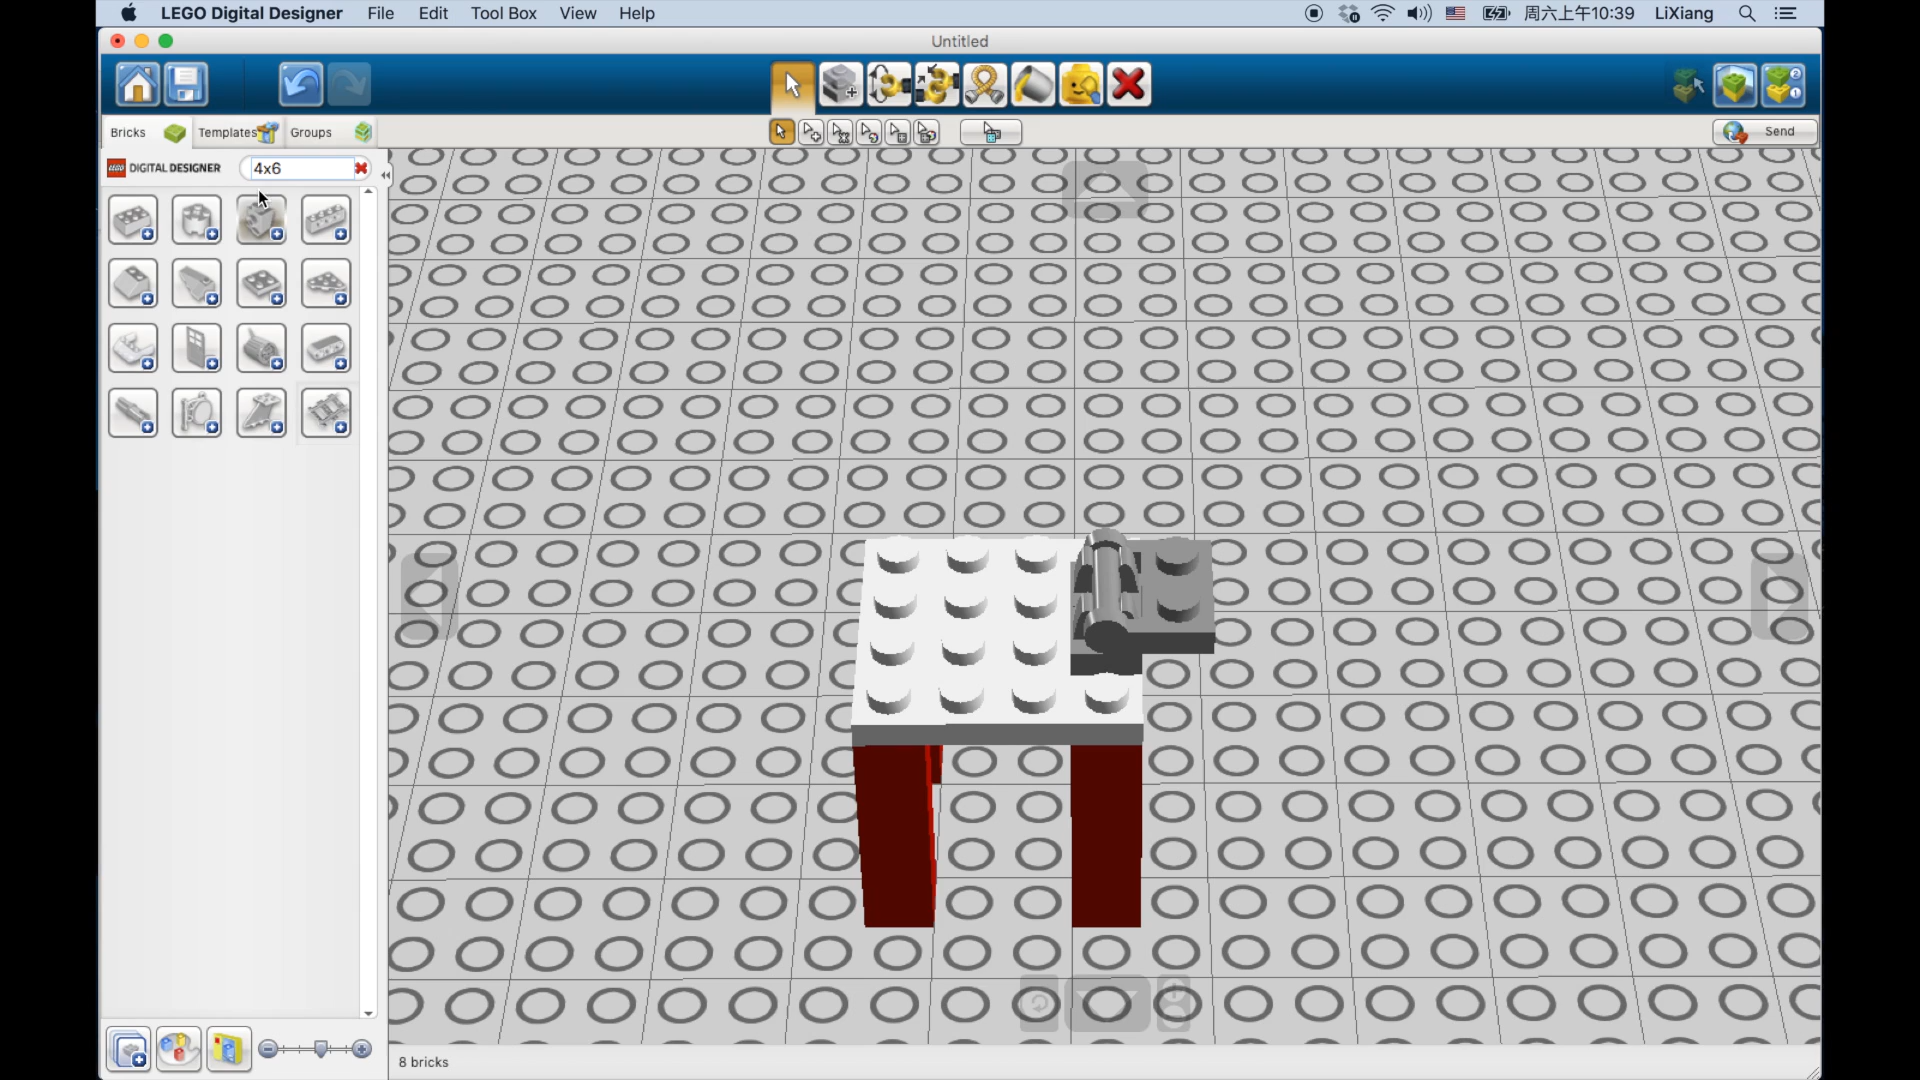 LEGO Digital Designer File Edit Tool Box View Help 周六上午10:39 LiXiang
Untitled
Bricks Templates Groups Send
LEGO DIGITAL DESIGNER 4x6
8 bricks